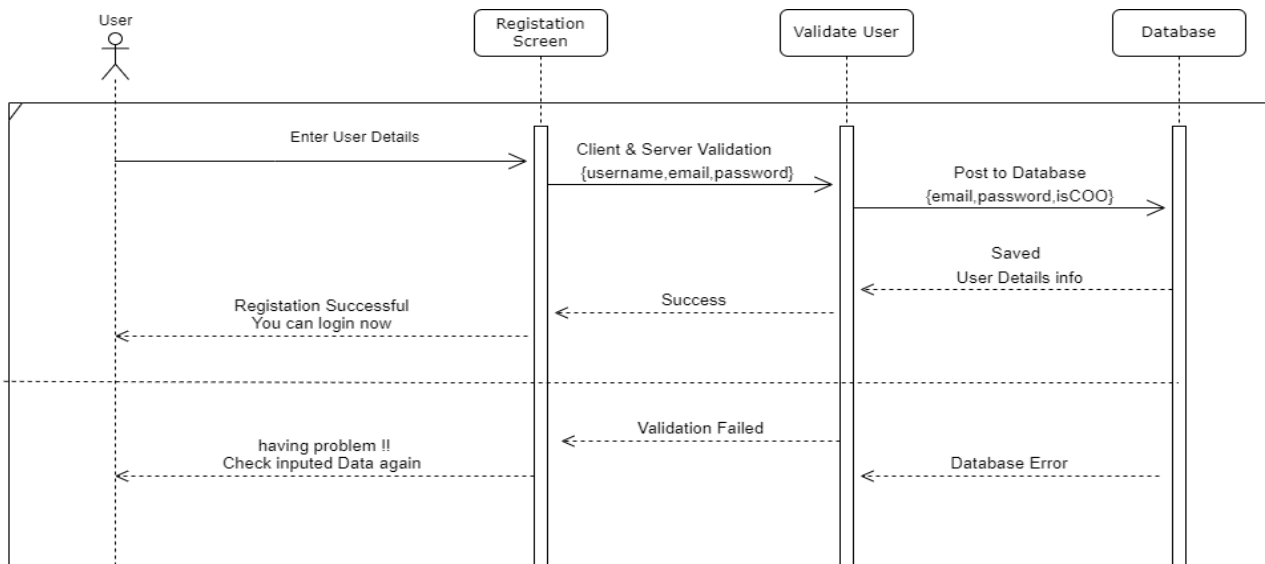 User
Registation
Screen
Validate User
Database
Enter User Details
Client & Server Validation
{username,email,password}
Post to Database
{email,password,isCOO}
Saved
User Details info
Success
Registation Successful
You can login now
Validation Failed
having problem !!
Check inputed Data again
Database Error